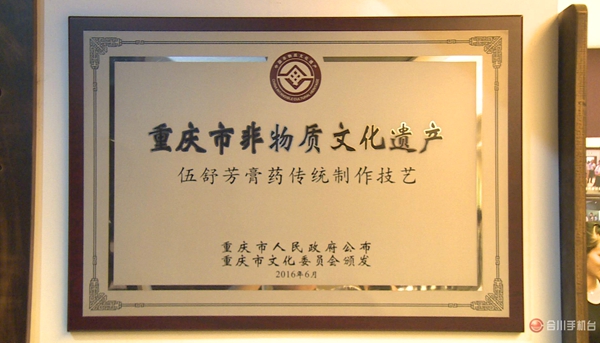 重庆市非物质文化遗产
伍舒芳膏药传统制作技艺
重庆市人民政府公布
重庆市文化委员会颁发
2016年6月
合川手机台